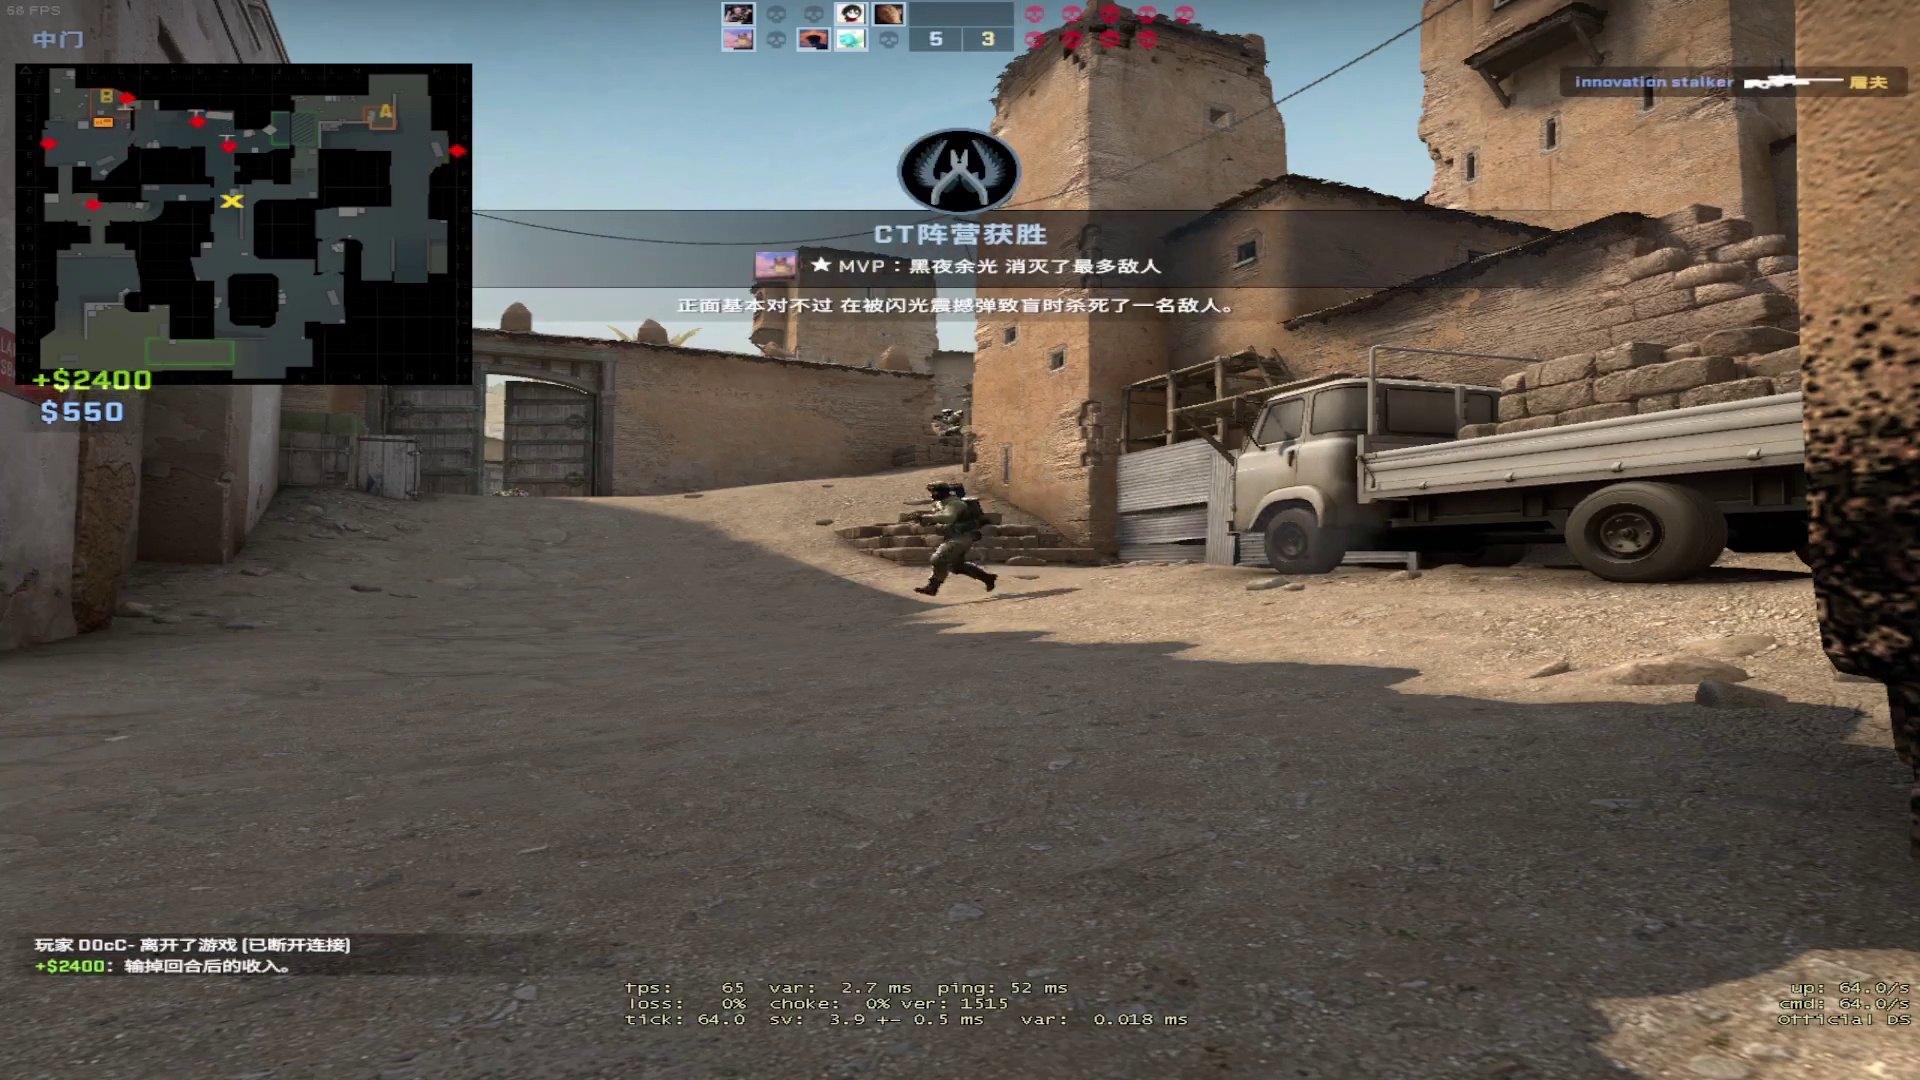 58 FPS
中门
B
A
5 3
innovation stalker 屠夫
CT阵营获胜
★ MVP：黑夜余光 消灭了最多敌人
正面基本对不过 在被闪光震撼弹致盲时杀死了一名敌人。
+$2400
$550
玩家 D0cC- 离开了游戏 (已断开连接)
+$2400：输掉回合后的收入。
fps: 65 var: 2.7 ms ping: 52 ms
loss: 0% choke: 0% ver: 1515
tick: 64.0 sv: 3.9 +- 0.5 ms var: 0.018 ms
up: 64.0/s
cmd: 64.0/s
Official DS